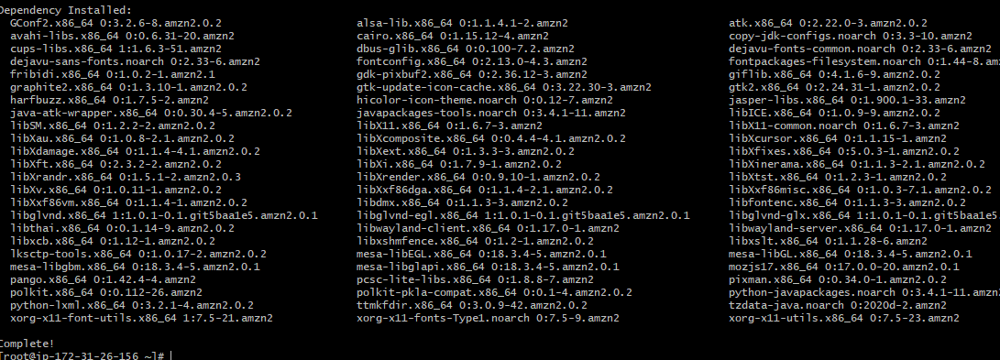 Dependency Installed:
GConf2.x86_64 0:3.2.6-8.amzn2.0.2 alsa-lib.x86_64 0:1.1.4.1-2.amzn2 atk.x86_64 0:2.22.0-3.amzn2.0.2
avahi-libs.x86_64 0:0.6.31-20.amzn2 cairo.x86_64 0:1.15.12-4.amzn2 copy-jdk-configs.noarch 0:3.3-10.amzn2
cups-libs.x86_64 1:1.6.3-51.amzn2 dbus-glib.x86_64 0:0.100-7.2.amzn2 dejavu-fonts-common.noarch 0:2.33-6.amzn2
dejavu-sans-fonts.noarch 0:2.33-6.amzn2 fontconfig.x86_64 0:2.13.0-4.3.amzn2 fontpackages-filesystem.noarch 0:1.44-8.am
fribidi.x86_64 0:1.0.2-1.amzn2.1 gdk-pixbuf2.x86_64 0:2.36.12-3.amzn2 giflib.x86_64 0:4.1.6-9.amzn2.0.2
graphite2.x86_64 0:1.3.10-1.amzn2.0.2 gtk-update-icon-cache.x86_64 0:3.22.30-3.amzn2 gtk2.x86_64 0:2.24.31-1.amzn2.0.2
harfbuzz.x86_64 0:1.7.5-2.amzn2 hicolor-icon-theme.noarch 0:0.12-7.amzn2 jasper-libs.x86_64 0:1.900.1-33.amzn2
java-atk-wrapper.x86_64 0:0.30.4-5.amzn2.0.2 javapackages-tools.noarch 0:3.4.1-11.amzn2 libICE.x86_64 0:1.0.9-9.amzn2.0.2
libSM.x86_64 0:1.2.2-2.amzn2.0.2 libX11.x86_64 0:1.6.7-3.amzn2 libX11-common.noarch 0:1.6.7-3.amzn2
libXau.x86_64 0:1.0.8-2.1.amzn2.0.2 libXcomposite.x86_64 0:0.4.4-4.1.amzn2.0.2 libXcursor.x86_64 0:1.1.15-1.amzn2
libXdamage.x86_64 0:1.1.4-4.1.amzn2.0.2 libXext.x86_64 0:1.3.3-3.amzn2.0.2 libXfixes.x86_64 0:5.0.3-1.amzn2.0.2
libXft.x86_64 0:2.3.2-2.amzn2.0.2 libXi.x86_64 0:1.7.9-1.amzn2.0.2 libXinerama.x86_64 0:1.1.3-2.1.amzn2.0.2
libXrandr.x86_64 0:1.5.1-2.amzn2.0.3 libXrender.x86_64 0:0.9.10-1.amzn2.0.2 libXtst.x86_64 0:1.2.3-1.amzn2.0.2
libXv.x86_64 0:1.0.11-1.amzn2.0.2 libXxf86dga.x86_64 0:1.1.4-2.1.amzn2.0.2 libXxf86misc.x86_64 0:1.0.3-7.1.amzn2.0.2
libXxf86vm.x86_64 0:1.1.4-1.amzn2.0.2 libdmx.x86_64 0:1.1.3-3.amzn2.0.2 libfontenc.x86_64 0:1.1.3-3.amzn2.0.2
libglvnd.x86_64 1:1.0.1-0.1.git5baa1e5.amzn2.0.1 libglvnd-egl.x86_64 1:1.0.1-0.1.git5baa1e5.amzn2.0.1 libglvnd-glx.x86_64 1:1.0.1-0.1.git5baa1e5
libthai.x86_64 0:0.1.14-9.amzn2.0.2 libwayland-client.x86_64 0:1.17.0-1.amzn2 libwayland-server.x86_64 0:1.17.0-1.amzn2
libxcb.x86_64 0:1.12-1.amzn2.0.2 libxshmfence.x86_64 0:1.2-1.amzn2.0.2 libxslt.x86_64 0:1.1.28-6.amzn2
lksctp-tools.x86_64 0:1.0.17-2.amzn2.0.2 mesa-libEGL.x86_64 0:18.3.4-5.amzn2.0.1 mesa-libGL.x86_64 0:18.3.4-5.amzn2.0.1
mesa-libgbm.x86_64 0:18.3.4-5.amzn2.0.1 mesa-libglapi.x86_64 0:18.3.4-5.amzn2.0.1 mozjs17.x86_64 0:17.0.0-20.amzn2.0.1
pango.x86_64 0:1.42.4-4.amzn2 pcsc-lite-libs.x86_64 0:1.8.8-7.amzn2 pixman.x86_64 0:0.34.0-1.amzn2.0.2
polkit.x86_64 0:0.112-26.amzn2 polkit-pkla-compat.x86_64 0:0.1-4.amzn2.0.2 python-javapackages.noarch 0:3.4.1-11.amzn
python-lxml.x86_64 0:3.2.1-4.amzn2.0.2 ttmkfdir.x86_64 0:3.0.9-42.amzn2.0.2 tzdata-java.noarch 0:2020d-2.amzn2
xorg-x11-font-utils.x86_64 1:7.5-21.amzn2 xorg-x11-fonts-Type1.noarch 0:7.5-9.amzn2 xorg-x11-utils.x86_64 0:7.5-23.amzn2
Complete!
[root@ip-172-31-26-156 ~]#